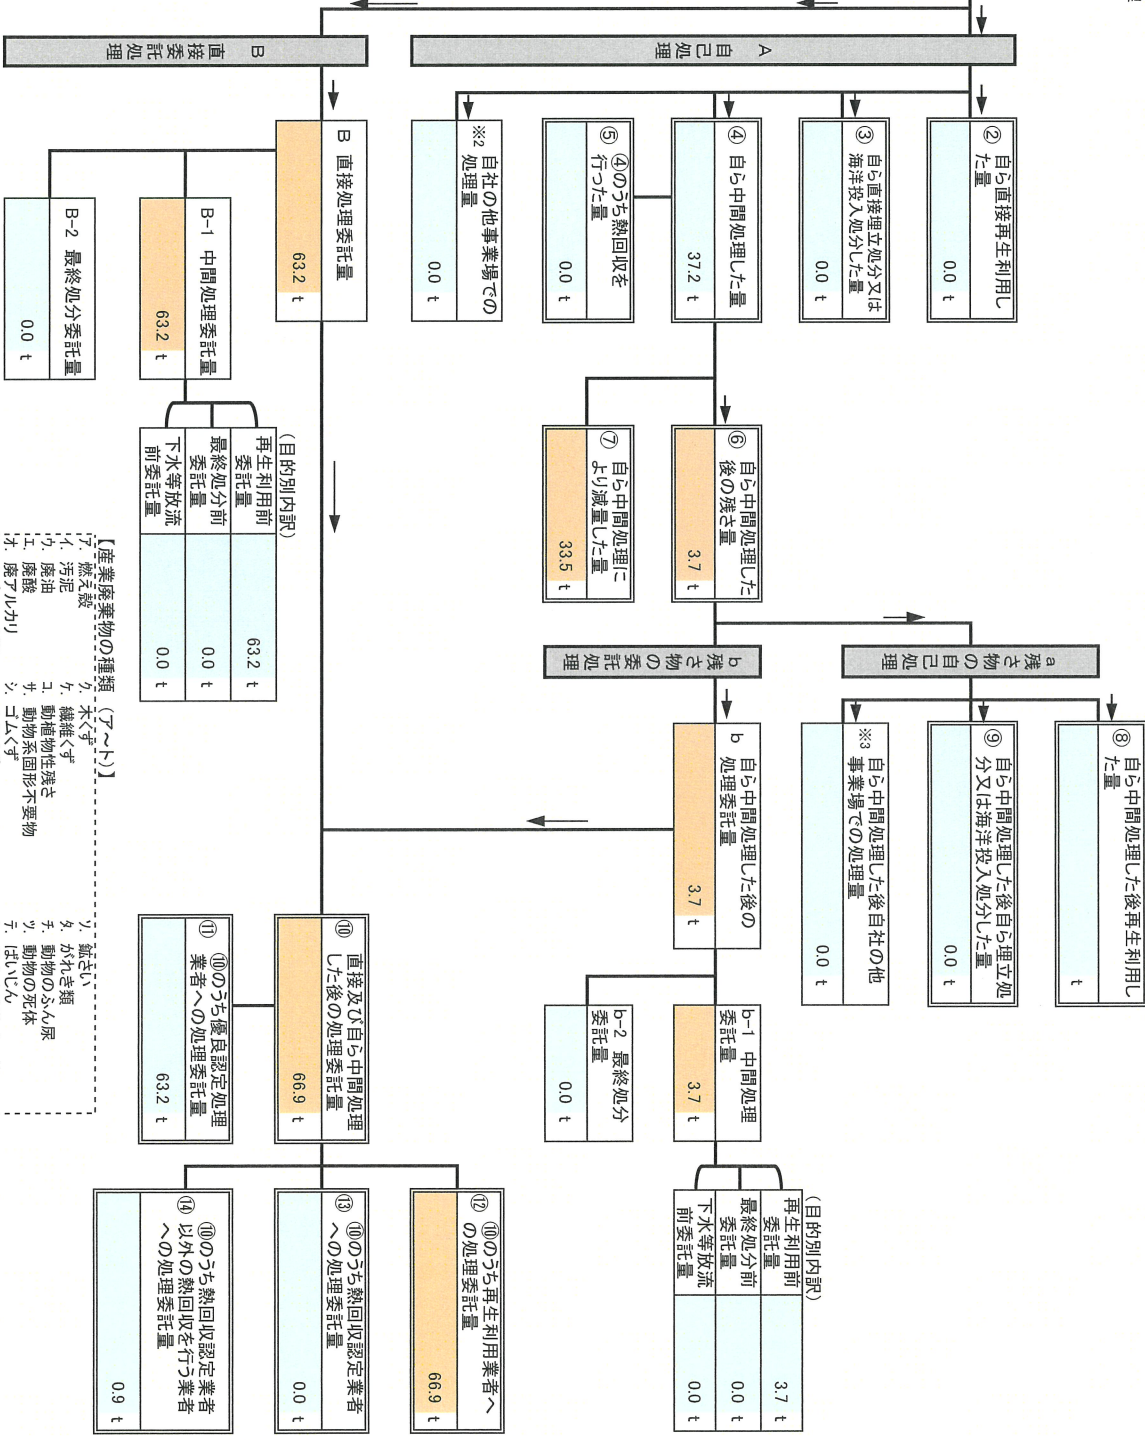 A 自己処理
② 自ら直接再生利用し
た量
0.0 t
③ 自ら直接埋立処分又は
海洋投入処分した量
0.0 t
④ 自ら中間処理した量
37.2 t
⑤ ④のうち熱回収を
行った量
0.0 t
※2 自社の他事業場での
処理量
0.0 t
⑥ 自ら中間処理した
後の残さ量
3.7 t
⑦ 自ら中間処理に
より減量した量
33.5 t
a 残さ物の自己処理
⑧ 自ら中間処理した後再生利用し
た量
t
⑨ 自ら中間処理した後自ら埋立処
分又は海洋投入処分した量
0.0 t
※3 自ら中間処理した後自社の他
事業場での処理量
0.0 t
b 残さ物の委託処理
b 自ら中間処理した後の
処理委託量
3.7 t
b-1 中間処理
委託量
3.7 t
b-2 最終処分
委託量
0.0 t
(目的別内訳)
再生利用前
委託量
3.7 t
最終処分前
委託量
0.0 t
下水等放流
前委託量
0.0 t
B 直接委託処理
B 直接処理委託量
63.2 t
B-1 中間処理委託量
63.2 t
B-2 最終処分委託量
0.0 t
(目的別内訳)
再生利用前
委託量
63.2 t
最終処分前
委託量
0.0 t
下水等放流
前委託量
0.0 t
⑩ 直接及び自ら中間処理
した後の処理委託量
66.9 t
⑪ ⑩のうち優良認定処理
業者への処理委託量
63.2 t
⑫ ⑩のうち再生利用業者へ
の処理委託量
66.9 t
⑬ ⑩のうち熱回収認定業者
への処理委託量
0.0 t
⑭ ⑩のうち熱回収認定業者
以外の熱回収を行う業者
への処理委託量
0.9 t
【産業廃棄物の種類 (ア~ト)】
ア. 燃え殻 ク. 木くず ソ. 鉱さい
イ. 汚泥 ケ. 繊維くず タ. がれき類
ウ. 廃油 コ. 動植物性残さ チ. 動物のふん尿
エ. 廃酸 サ. 動物系固形不要物 ツ. 動物の死体
オ. 廃アルカリ シ. ゴムくず テ. ばいじん